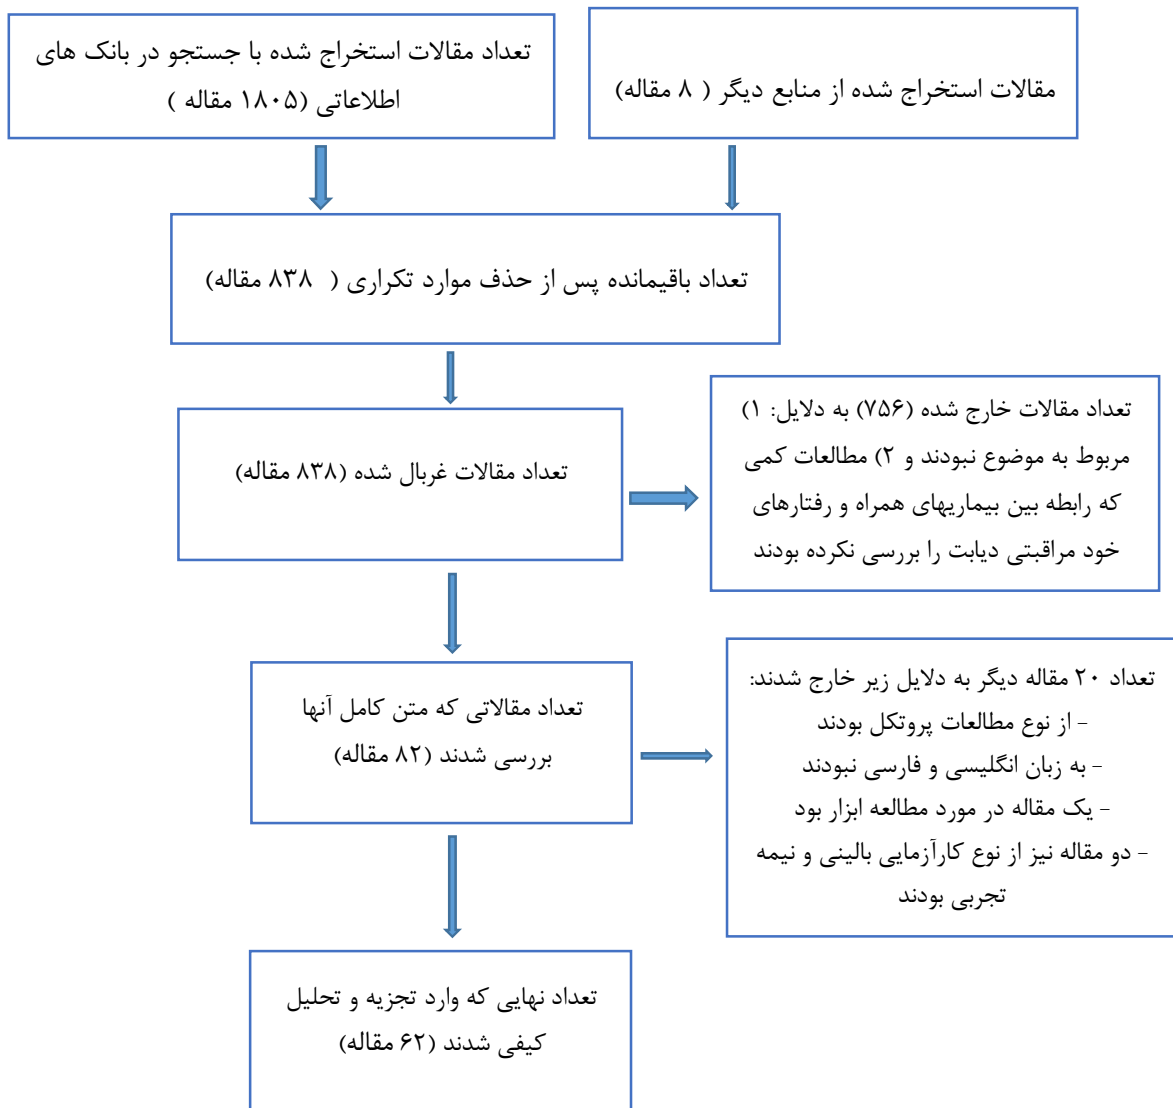 تعداد مقالات استخراج شده با جستجو در بانک های
اطلاعاتی (۱۸۰۵ مقاله )
مقالات استخراج شده از منابع دیگر ( ۸ مقاله)
تعداد باقیمانده پس از حذف موارد تکراری ( ۸۳۸ مقاله)
تعداد مقالات غربال شده (۸۳۸ مقاله)
تعداد مقالات خارج شده (۷۵۶) به دلایل: ۱)
مربوط به موضوع نبودند و ۲) مطالعات کمی
که رابطه بین بیماریهای همراه و رفتارهای
خود مراقبتی دیابت را بررسی نکرده بودند
تعداد مقالاتی که متن کامل آنها
بررسی شدند (۸۲ مقاله)
تعداد ۲۰ مقاله دیگر به دلایل زیر خارج شدند:
- از نوع مطالعات پروتکل بودند
- به زبان انگلیسی و فارسی نبودند
- یک مقاله در مورد مطالعه ابزار بود
- دو مقاله نیز از نوع کارآزمایی بالینی و نیمه
تجربی بودند
تعداد نهایی که وارد تجزیه و تحلیل
کیفی شدند (۶۲ مقاله)